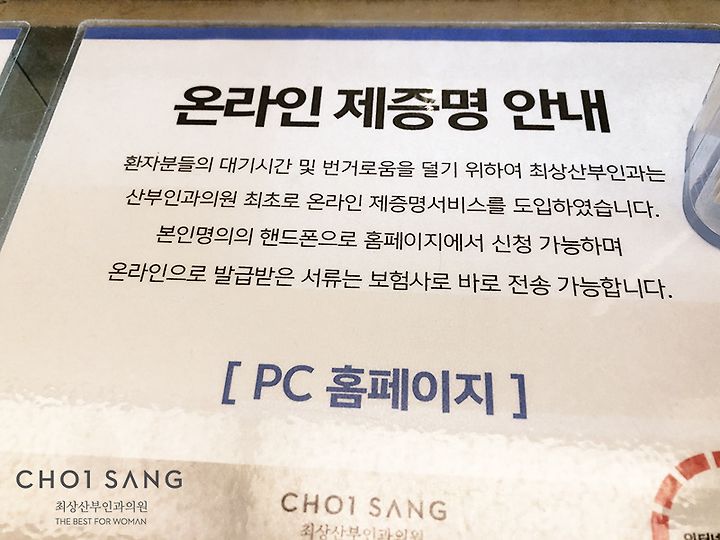 온라인 제증명 안내
환자분들의 대기시간 및 번거로움을 덜기 위하여 최상산부인과는
산부인과의원 최초로 온라인 제증명서비스를 도입하였습니다.
본인명의의 핸드폰으로 홈페이지에서 신청 가능하며
온라인으로 발급받은 서류는 보험사로 바로 전송 가능합니다.
[ PC 홈페이지 ]
CHOI SANG
최상산부인과의원
THE BEST FOR WOMAN
CHOI SANG
최상산부인과의원